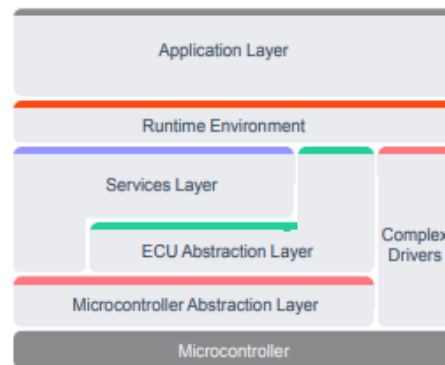 Application Layer
Runtime Environment
Services Layer
ECU Abstraction Layer
Complex
Drivers
Microcontroller Abstraction Layer
Microcontroller